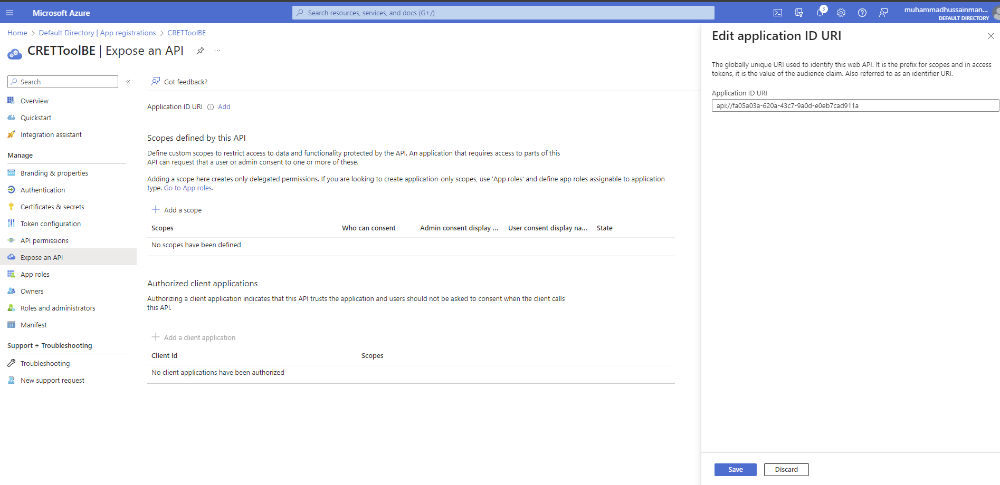 Microsoft Azure
Search resources, services, and docs (G+/)
3
muhammadhussainman...
DEFAULT DIRECTORY
Home > Default Directory | App registrations > CRETToolBE
CRETToolBE | Expose an API
...
Search
«
Overview
Quickstart
Integration assistant
Manage
Branding & properties
Authentication
Certificates & secrets
Token configuration
API permissions
Expose an API
App roles
Owners
Roles and administrators
Manifest
Support + Troubleshooting
Troubleshooting
New support request
Got feedback?
Application ID URI Add
Scopes defined by this API
Define custom scopes to restrict access to data and functionality protected by the API. An application that requires access to parts of this
API can request that a user or admin consent to one or more of these.
Adding a scope here creates only delegated permissions. If you are looking to create application-only scopes, use 'App roles' and define app roles assignable to application
type. Go to App roles.
Add a scope
Scopes Who can consent Admin consent display ... User consent display na... State
No scopes have been defined
Authorized client applications
Authorizing a client application indicates that this API trusts the application and users should not be asked to consent when the client calls
this API.
Add a client application
Client Id Scopes
No client applications have been authorized
Edit application ID URI
The globally unique URI used to identify this web API. It is the prefix for scopes and in access
tokens, it is the value of the audience claim. Also referred to as an identifier URI.
Application ID URI
api://fa05a03a-620a-43c7-9a0d-e0eb7cad911a
Save Discard